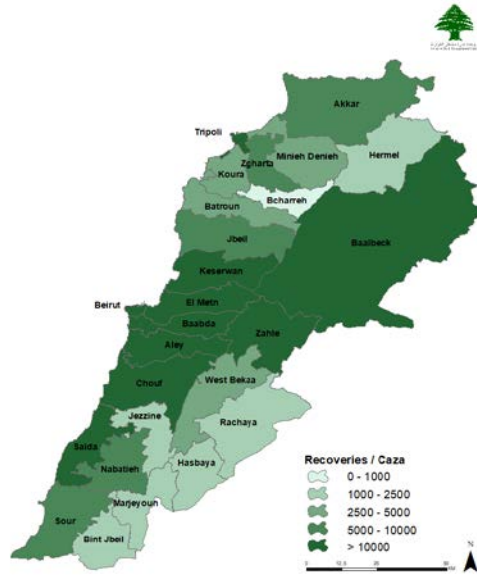 Akkar
Tripoli
Zgharta
Minieh Denieh
Hermel
Koura
Bcharreh
Batroun
Jbeil
Baalbeck
Keserwan
El Metn
Beirut
Baabda
Zahle
Aley
Chouf
West Bekaa
Jezzine
Rachaya
Saida
Hasbaya
Nabatieh
Marjeyoun
Sour
Bint Jbeil
Recoveries / Caza
0 - 1000
1000 - 2500
2500 - 5000
5000 - 10000
> 10000
N